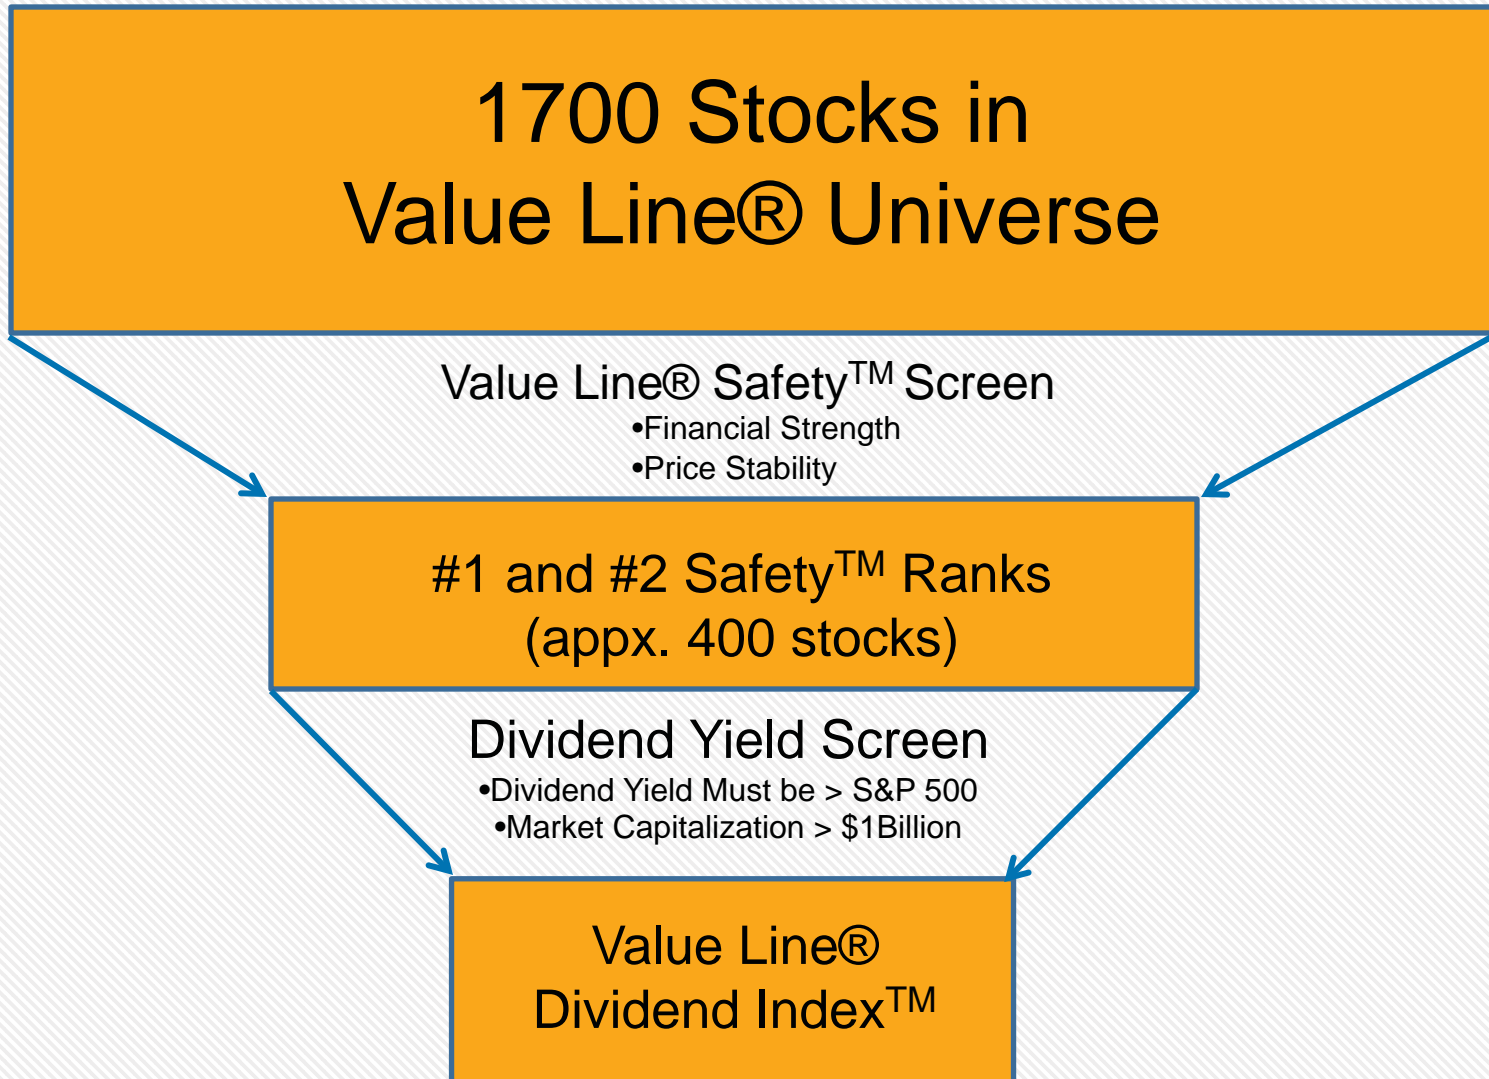 1700 Stocks in
Value Line® Universe
Value Line® Safety™ Screen
•Financial Strength
•Price Stability
#1 and #2 Safety™ Ranks
(appx. 400 stocks)
Dividend Yield Screen
•Dividend Yield Must be > S&P 500
•Market Capitalization > $1Billion
Value Line®
Dividend Index™